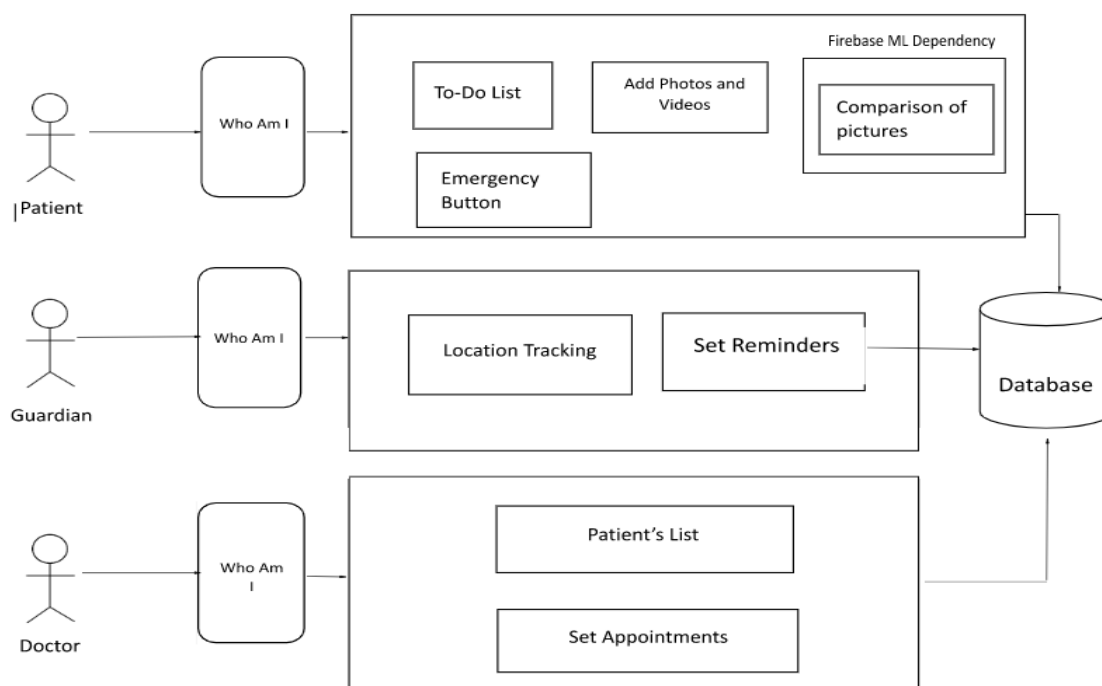 Firebase ML Dependency
To-Do List
Add Photos and
Videos
Comparison of
pictures
Who Am I
Emergency
Button
Patient
Location Tracking
Set Reminders
Who Am I
Database
Guardian
Patient's List
Who Am
I
Set Appointments
Doctor